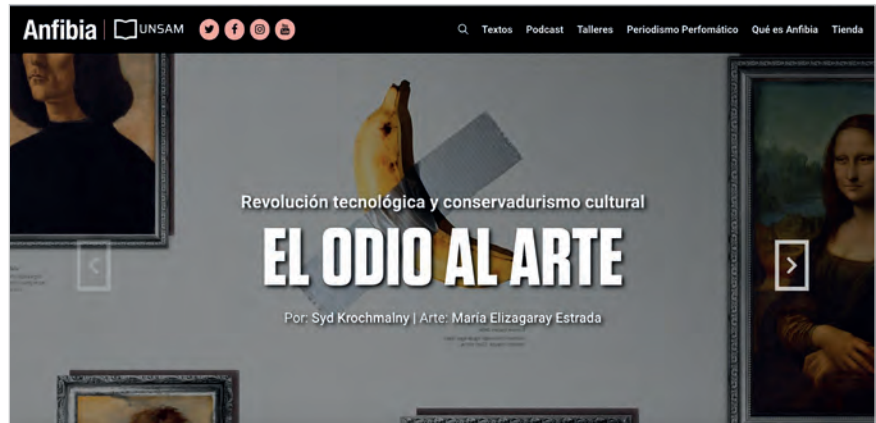 Anfibia | UNSAM
Textos Podcast Talleres Periodismo Perfomático Qué es Anfibia Tienda
Revolución tecnológica y conservadurismo cultural
EL ODIO AL ARTE
Por: Syd Krochmalny | Arte: María Elizagaray Estrada